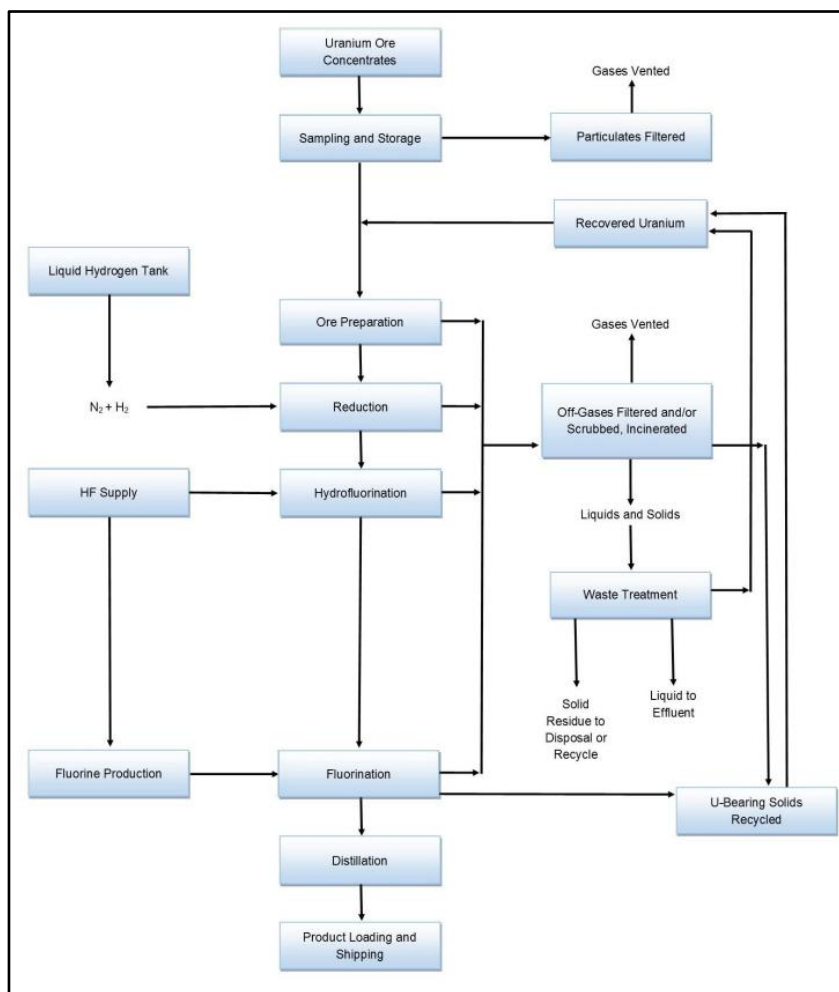 Uranium Ore
Concentrates
Gases Vented
Sampling and Storage
Particulates Filtered
Recovered Uranium
Liquid Hydrogen Tank
Ore Preparation
Gases Vented
N₂ + H₂
Reduction
Off-Gases Filtered and/or
Scrubbed, Incinerated
HF Supply
Hydrofluorination
Liquids and Solids
Waste Treatment
Solid
Residue to
Disposal or
Recycle
Liquid to
Effluent
Fluorine Production
Fluorination
U-Bearing Solids
Recycled
Distillation
Product Loading and
Shipping